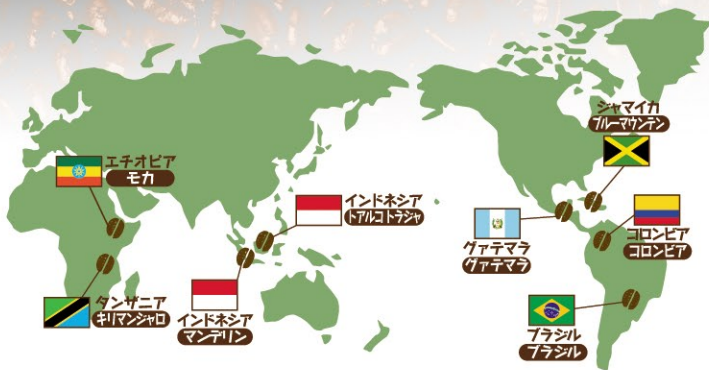 エチオピア
モカ
タンザニア
キリマンジャロ
インドネシア
トアルコトラジャ
インドネシア
マンデリン
ジャマイカ
ブルーマウンテン
グァテマラ
グァテマラ
コロンビア
コロンビア
ブラジル
ブラジル